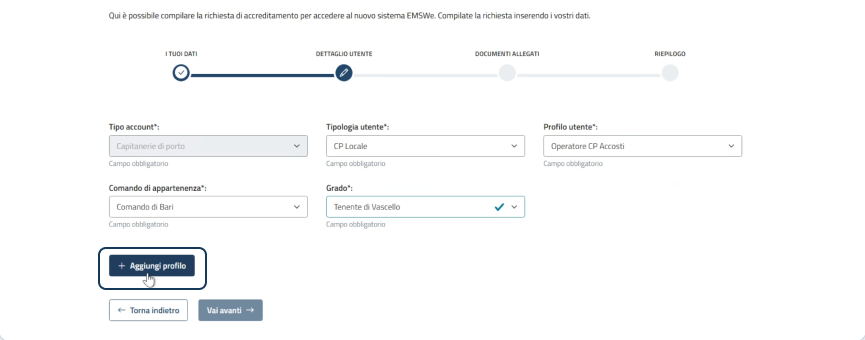 Qui è possibile compilare la richiesta di accreditamento per accedere al nuovo sistema EMSWe. Compilate la richiesta inserendo i vostri dati.
I TUOI DATI
DETTAGLIO UTENTE
DOCUMENTI ALLEGATI
RIEPILOGO
Tipo account*:
Tipologia utente*:
Profilo utente*:
Capitanerie di porto
CP Locale
Operatore CP Accosti
Campo obbligatorio
Campo obbligatorio
Campo obbligatorio
Comando di appartenenza*:
Grado*:
Comando di Bari
Tenente di Vascello
Campo obbligatorio
Campo obbligatorio
+ Aggiungi profilo
← Torna indietro
Vai avanti →